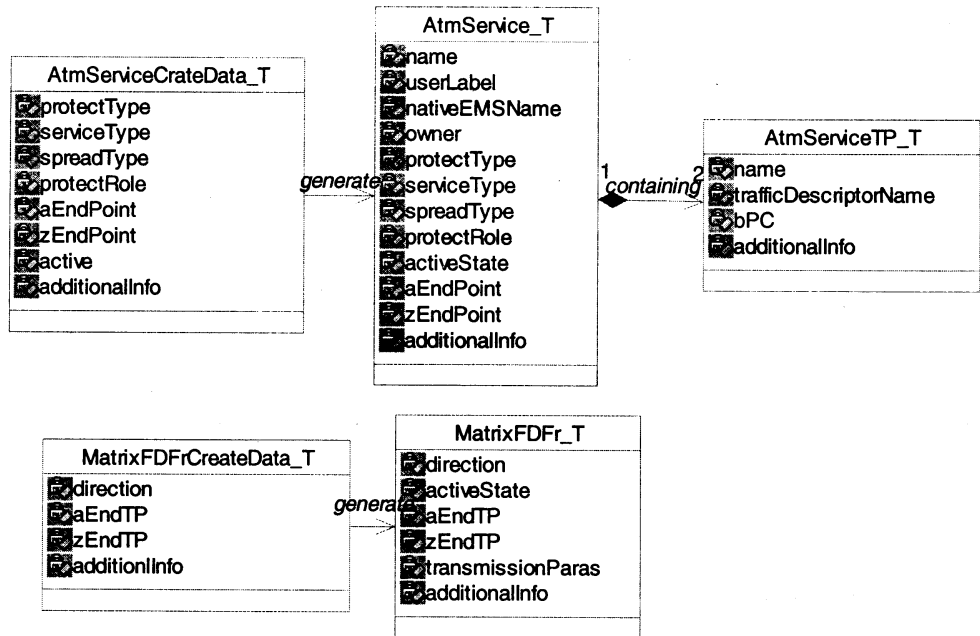 AtmServiceCrateData_T
protectType
serviceType
spreadType
protectRole
aEndPoint
zEndPoint
active
additionalInfo
generate
AtmService_T
name
userLabel
nativeEMSName
owner
protectType
serviceType
spreadType
protectRole
activeState
aEndPoint
zEndPoint
additionalInfo
1
2
containing
AtmServiceTP_T
name
trafficDescriptorName
bPC
additionalInfo
MatrixFDFrCreateData_T
direction
aEndTP
zEndTP
additionlInfo
generate
MatrixFDFr_T
direction
activeState
aEndTP
zEndTP
transmissionParas
additionalInfo